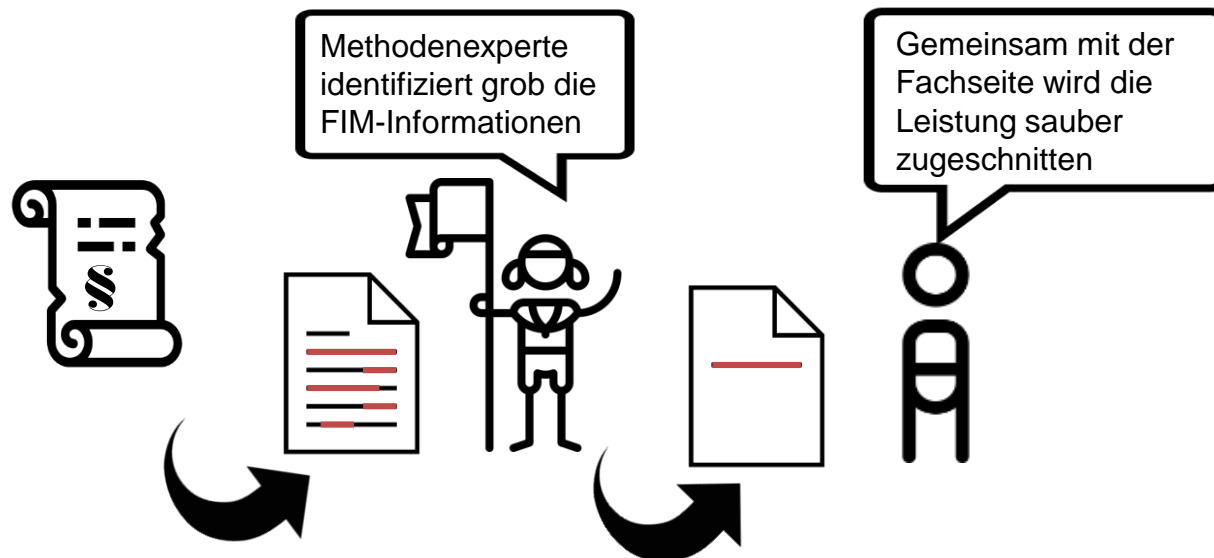 Methodenexperte
identifiziert grob die
FIM-Informationen
Gemeinsam mit der
Fachseite wird die
Leistung sauber
zugeschnitten
§